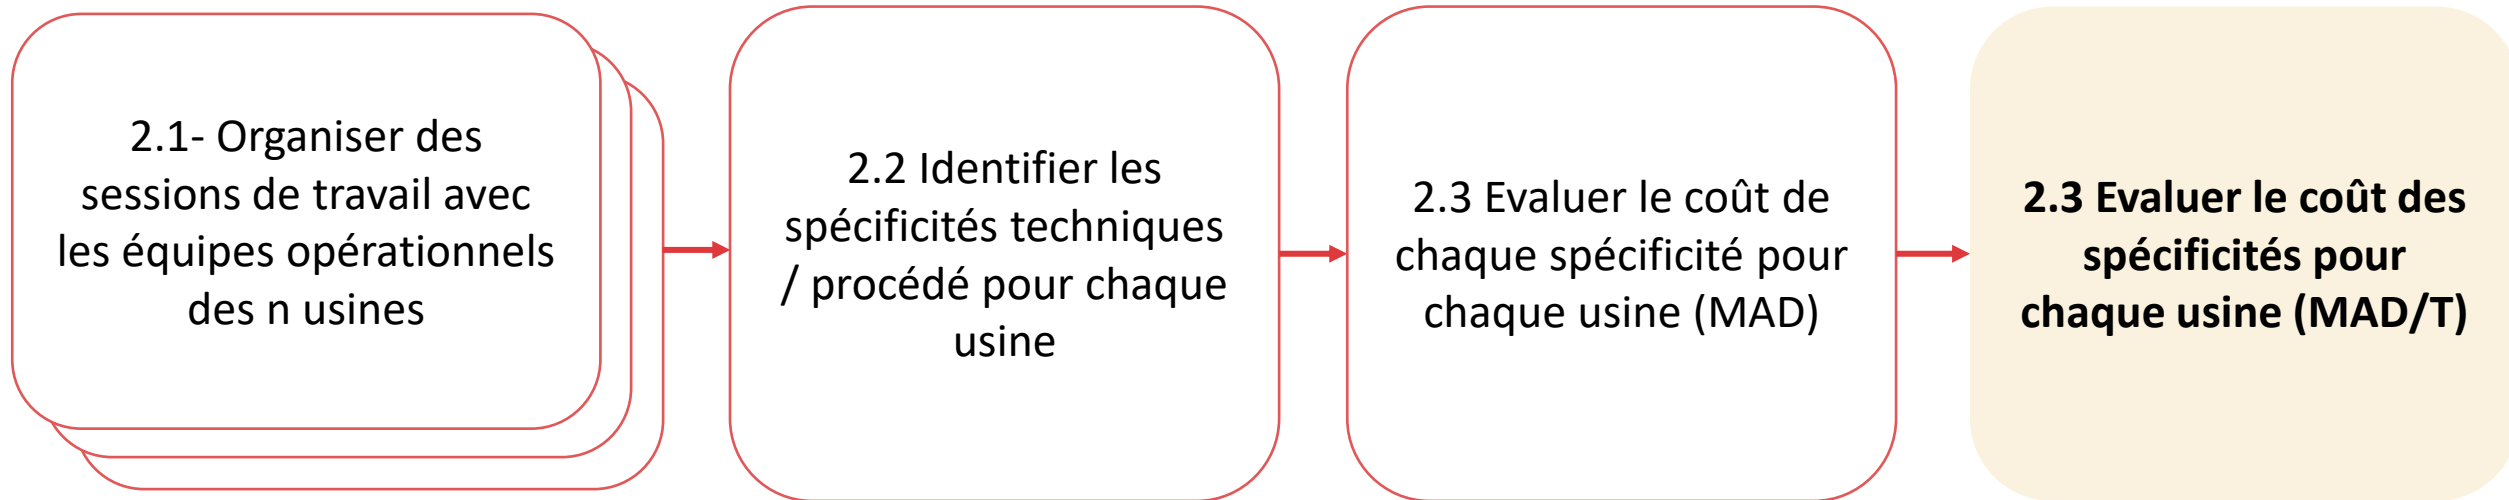 2.1- Organiser des
sessions de travail avec
les équipes opérationnels
des n usines
2.2 Identifier les
spécificités techniques
/ procédé pour chaque
usine
2.3 Evaluer le coût de
chaque spécificité pour
chaque usine (MAD)
2.3 Evaluer le coût des
spécificités pour
chaque usine (MAD/T)